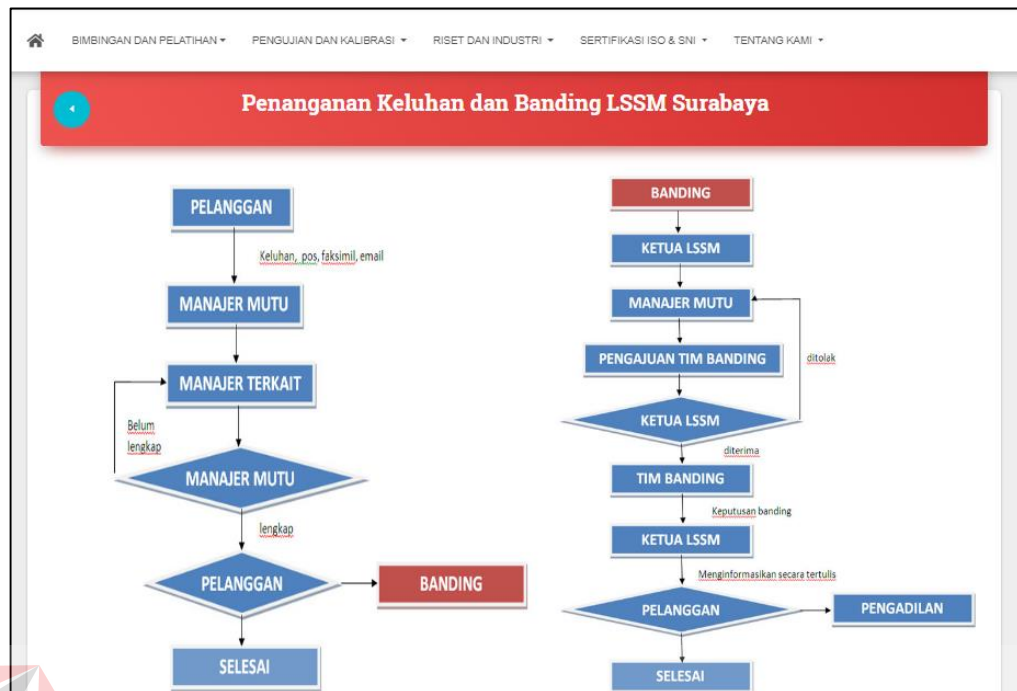 BIMBINGAN DAN PELATIHAN
PENGUJIAN DAN KALIBRASI
RISET DAN INDUSTRI
SERTIFIKASI ISO & SNI
TENTANG KAMI
Penanganan Keluhan dan Banding LSSM Surabaya
PELANGGAN
Keluhan, pos, faksimil, email
MANAJER MUTU
MANAJER TERKAIT
Belum
lengkap
MANAJER MUTU
lengkap
PELANGGAN
BANDING
SELESAI
BANDING
KETUA LSSM
MANAJER MUTU
PENGAJUAN TIM BANDING
ditolak
KETUA LSSM
diterima
TIM BANDING
Keputusan banding
KETUA LSSM
Menginformasikan secara tertulis
PELANGGAN
PENGADILAN
SELESAI